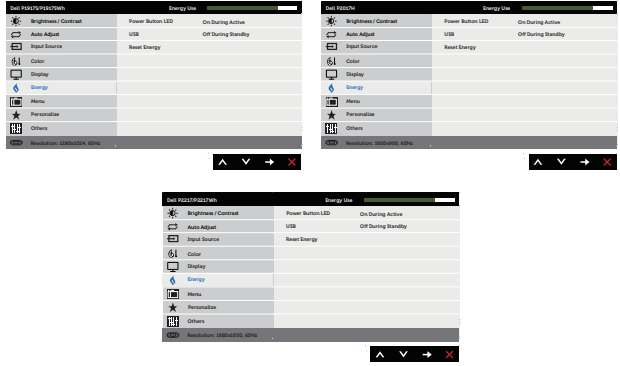 Dell P1917S/P1917SWh Energy Use
Brightness / Contrast Power Button LED On During Active
Auto Adjust USB Off During Standby
Input Source Reset Energy
Color
Display
Energy
Menu
Personalize
Others
Resolution: 1280x1024, 60Hz
Dell P2017H Energy Use
Brightness / Contrast Power Button LED On During Active
Auto Adjust USB Off During Standby
Input Source Reset Energy
Color
Display
Energy
Menu
Personalize
Others
Resolution: 1600x900, 60Hz
Dell P2217/P2217Wh Energy Use
Brightness / Contrast Power Button LED On During Active
Auto Adjust USB Off During Standby
Input Source Reset Energy
Color
Display
Energy
Menu
Personalize
Others
Resolution: 1680x1050, 60Hz